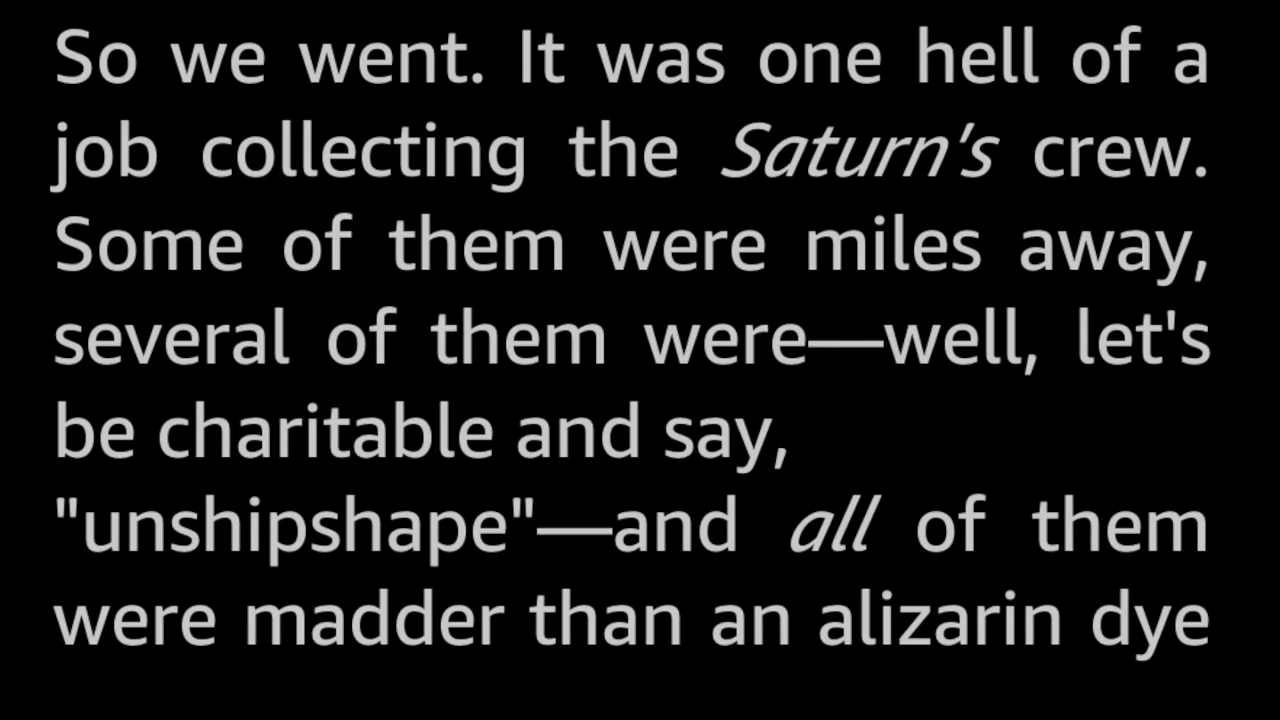 So we went. It was one hell of a
job collecting the Saturn’s crew.
Some of them were miles away,
several of them were—well, let's
be charitable and say,
"unshipshape"—and all of them
were madder than an alizarin dye